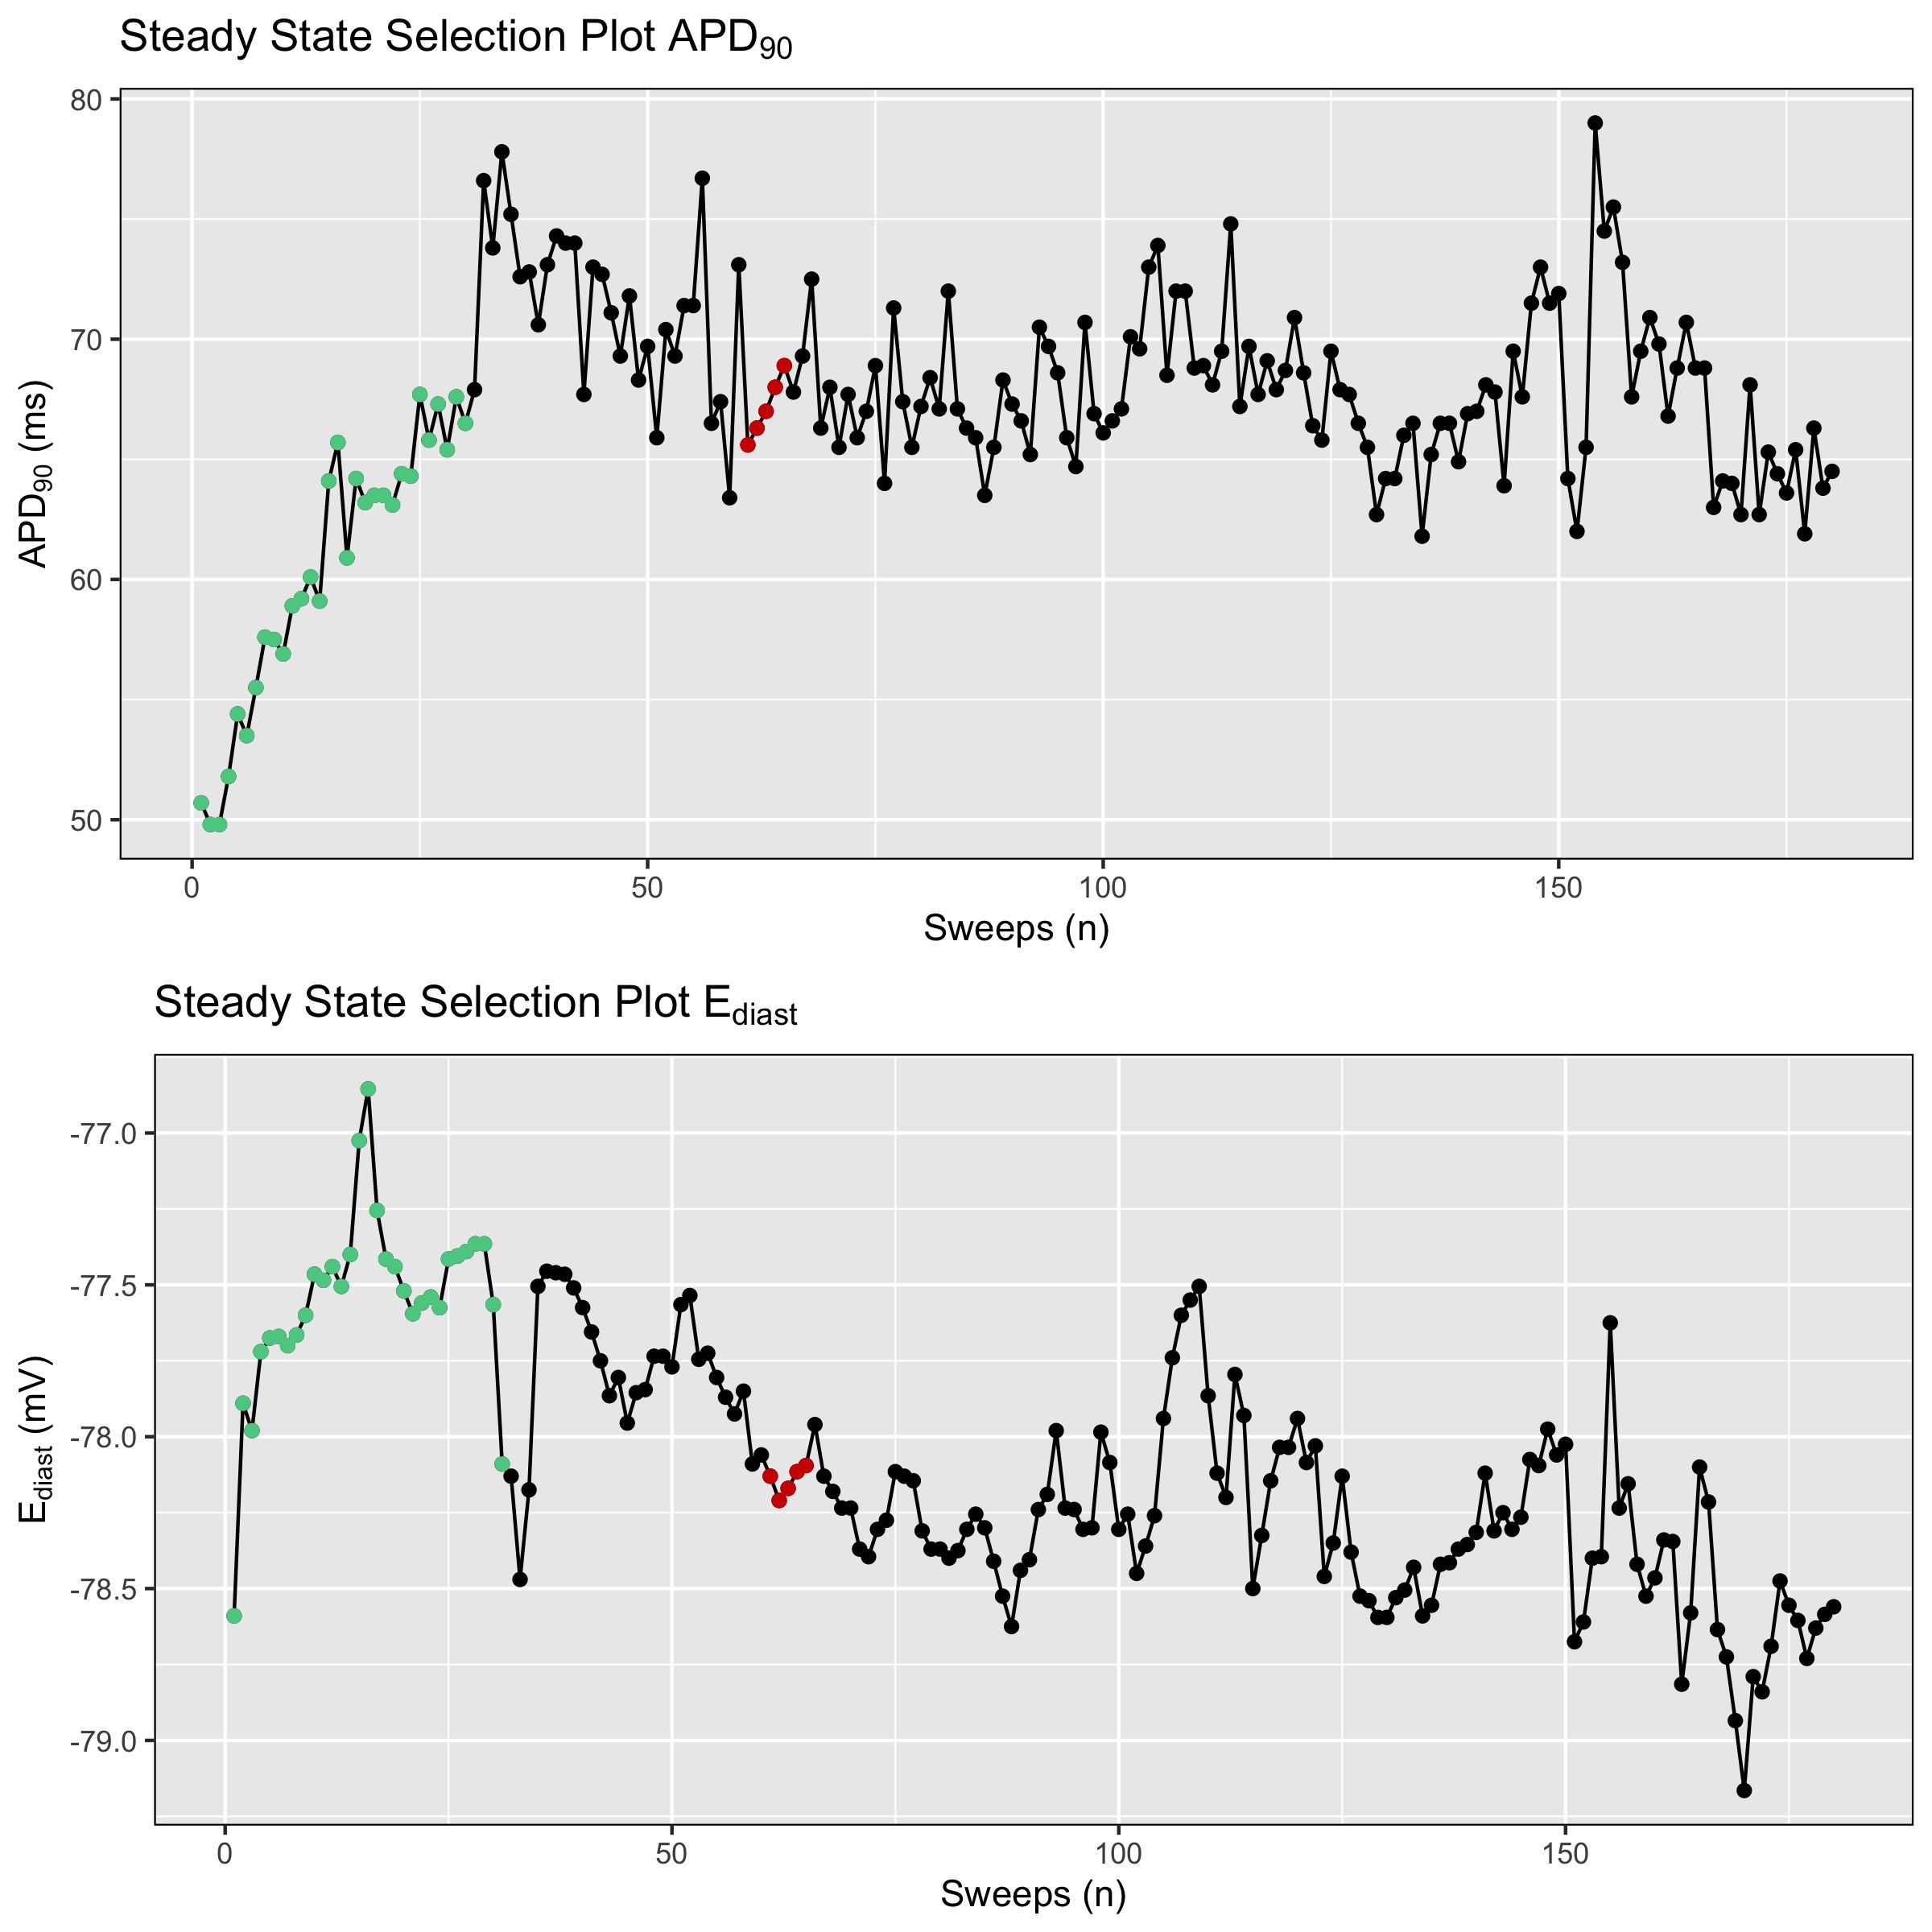 Steady State Selection Plot APD90
80
70
60
50
APD90 (ms)
0 50 100 150
Sweeps (n)
Steady State Selection Plot Ediast
-77.0
-77.5
-78.0
-78.5
-79.0
Ediast (mV)
0 50 100 150
Sweeps (n)